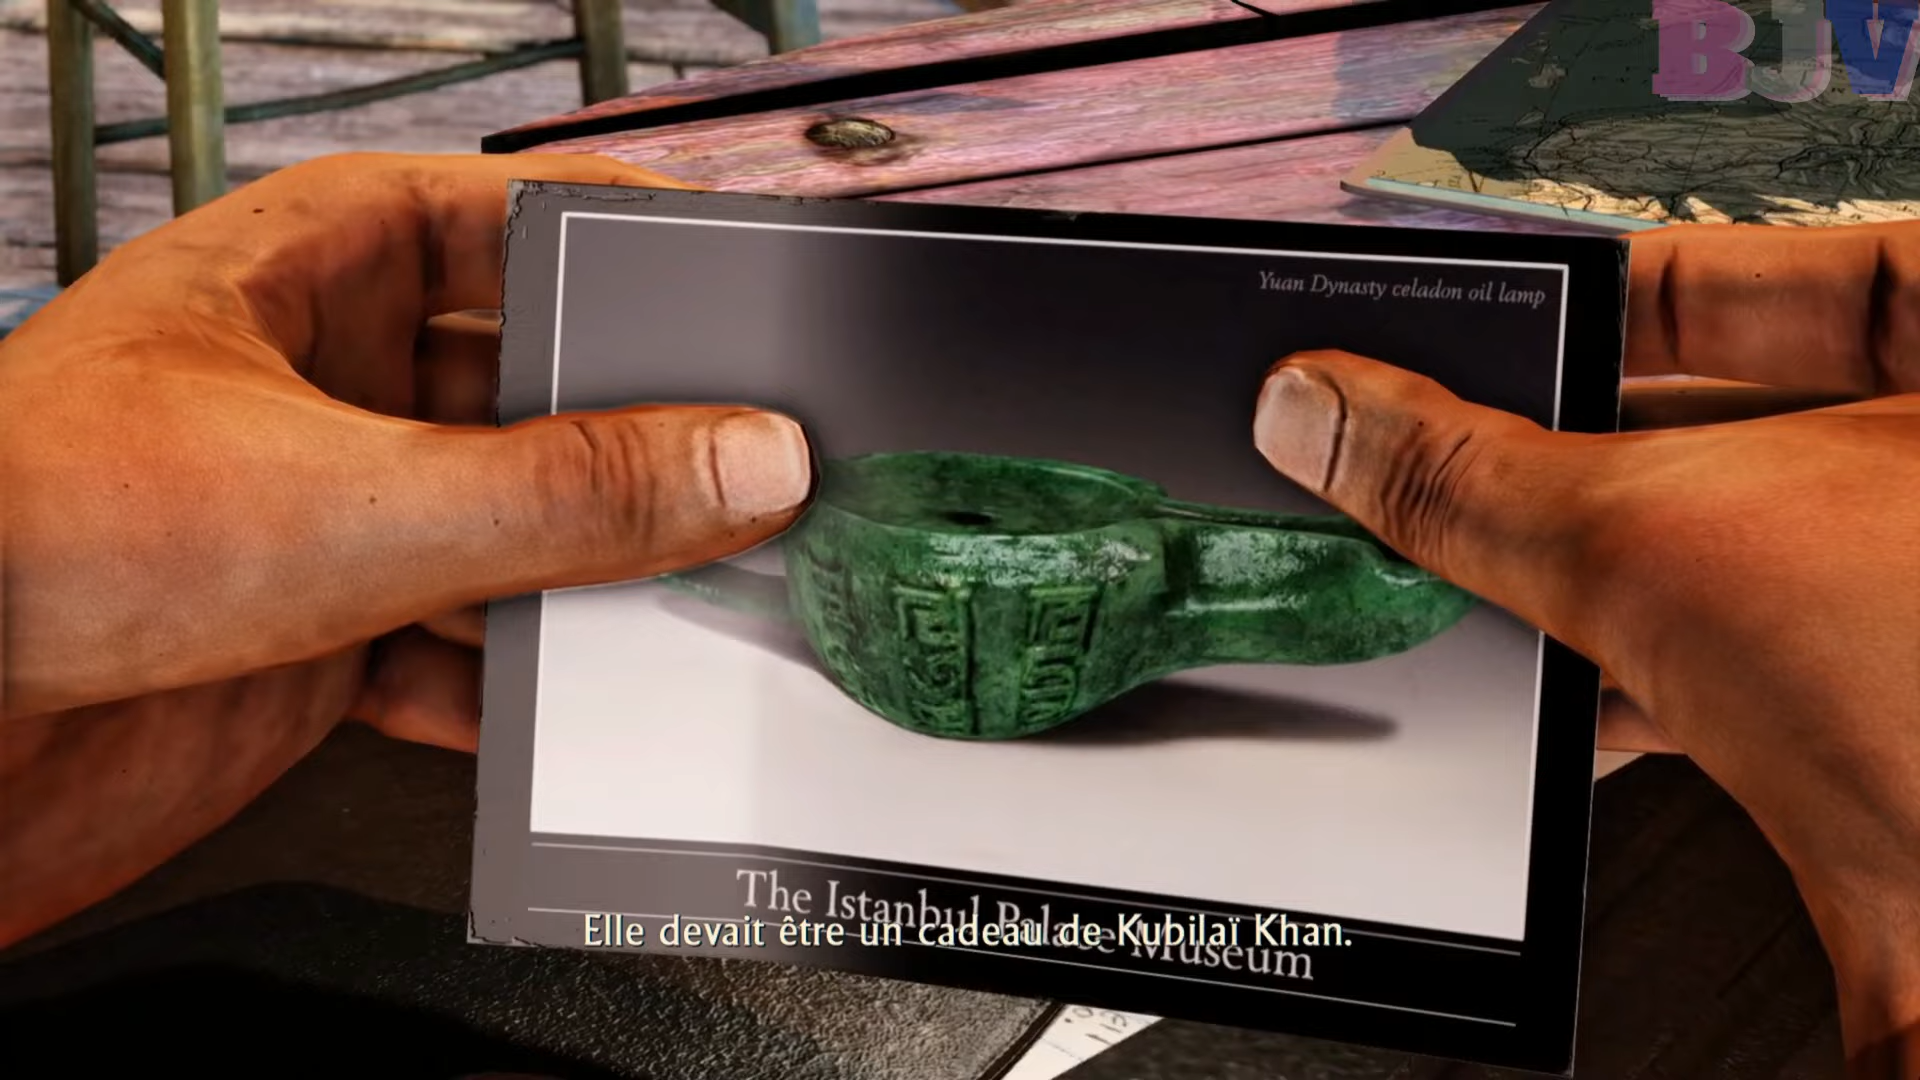 BJV
Yuan Dynasty celadon oil lamp
The Istanbul Palace Museum
Elle devait être un cadeau de Kubilaï Khan.